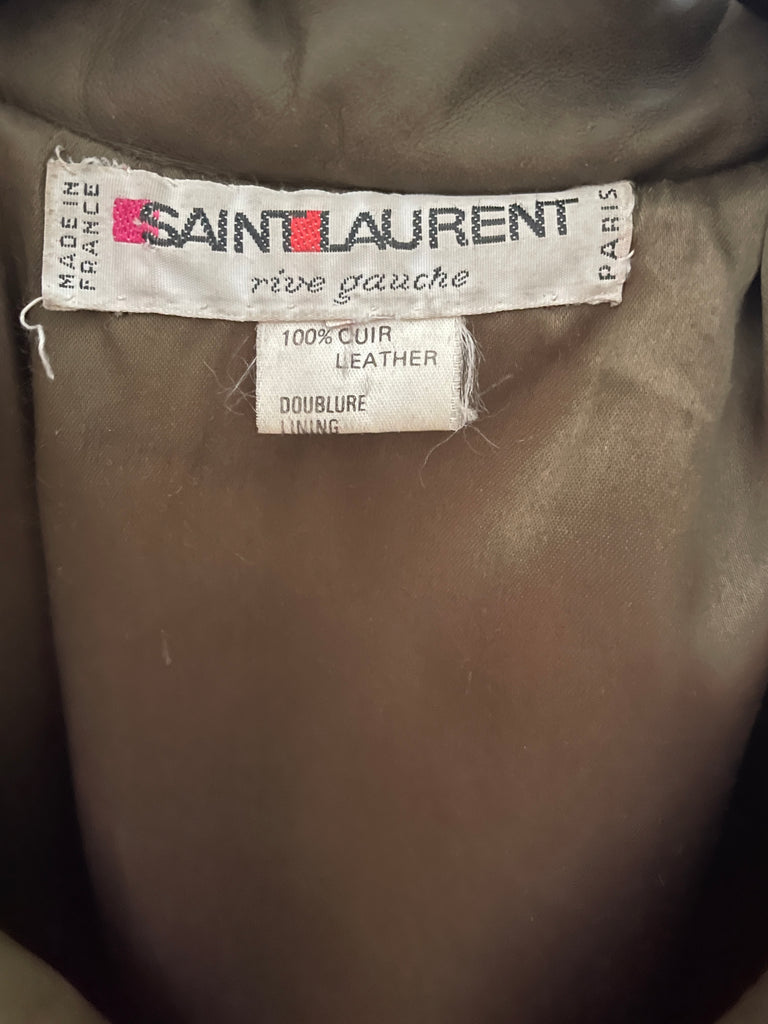 MADE IN
FRANCE
SAINT LAURENT
rive gauche
PARIS
100% CUIR
LEATHER
DOUBLURE
LINING